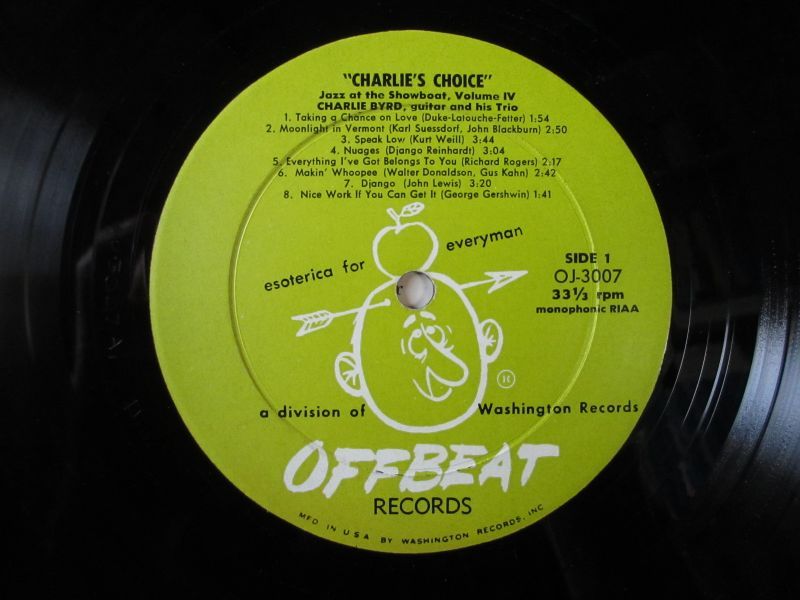 "CHARLIE'S CHOICE"
Jazz at the Showboat, Volume IV
CHARLIE BYRD, guitar and his Trio
1. Taking a Chance on Love (Duke-Latouche-Fetter) 1:54
2. Moonlight in Vermont (Karl Suessdorf, John Blackburn) 2:50
3. Speak Low (Kurt Weill) 3:44
4. Nuages (Django Reinhardt) 3:04
5. Everything I've Got Belongs To You (Richard Rogers) 2:17
6. Makin' Whoopee (Walter Donaldson, Gus Kahn) 2:42
7. Django (John Lewis) 3:20
8. Nice Work If You Can Get It (George Gershwin) 1:41
esoterica for everyman
SIDE 1
OJ-3007
33⅓ rpm
monophonic RIAA
®
a division of Washington Records
OFFBEAT
RECORDS
MFD IN USA BY WASHINGTON RECORDS, INC